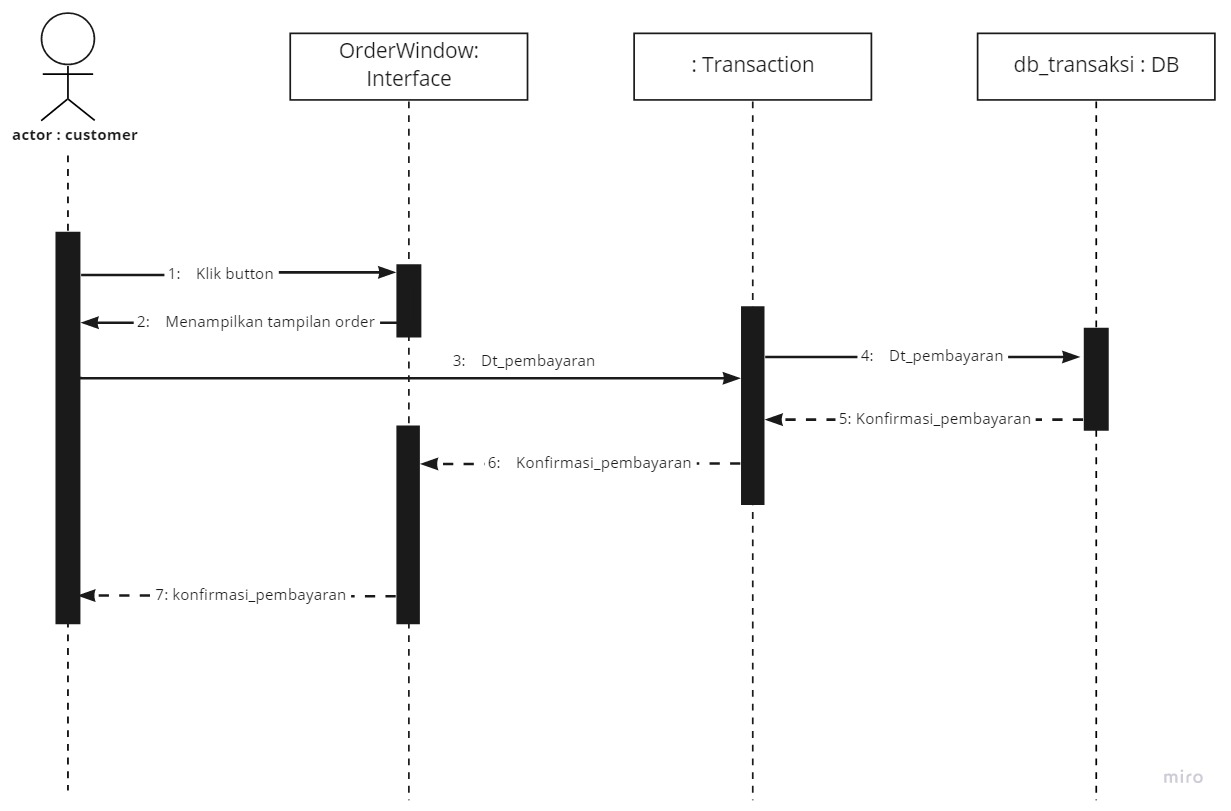 OrderWindow:
Interface
: Transaction
db_transaksi : DB
actor : customer
1: Klik button
2: Menampilkan tampilan order
3: Dt_pembayaran
4: Dt_pembayaran
5: Konfirmasi_pembayaran
6: Konfirmasi_pembayaran
7: konfirmasi_pembayaran
miro